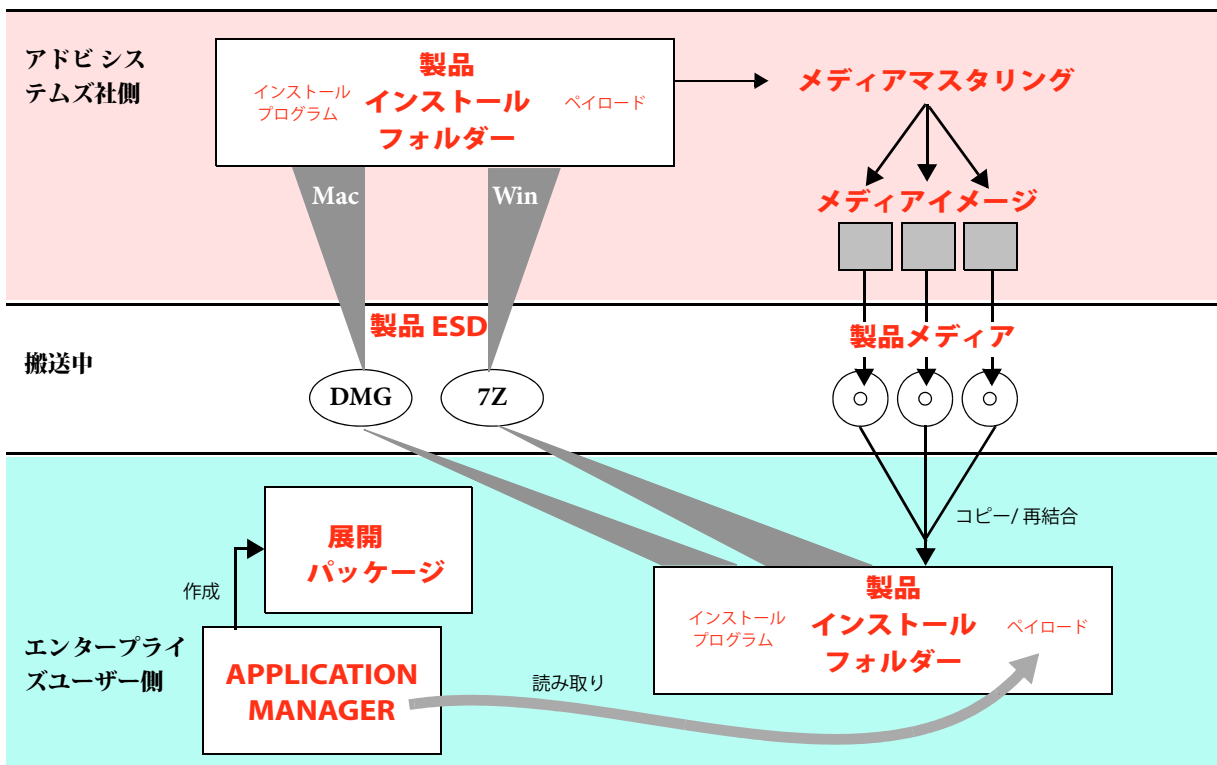 アドビ シス
テムズ社側
製品
インストール
フォルダー
インストール
プログラム
ペイロード
メディアマスタリング
Mac
Win
メディアイメージ
搬送中
製品 ESD
製品メディア
DMG
7Z
エンタープライ
ズユーザー側
展開
パッケージ
作成
APPLICATION
MANAGER
読み取り
コピー/ 再結合
製品
インストール
フォルダー
インストール
プログラム
ペイロード